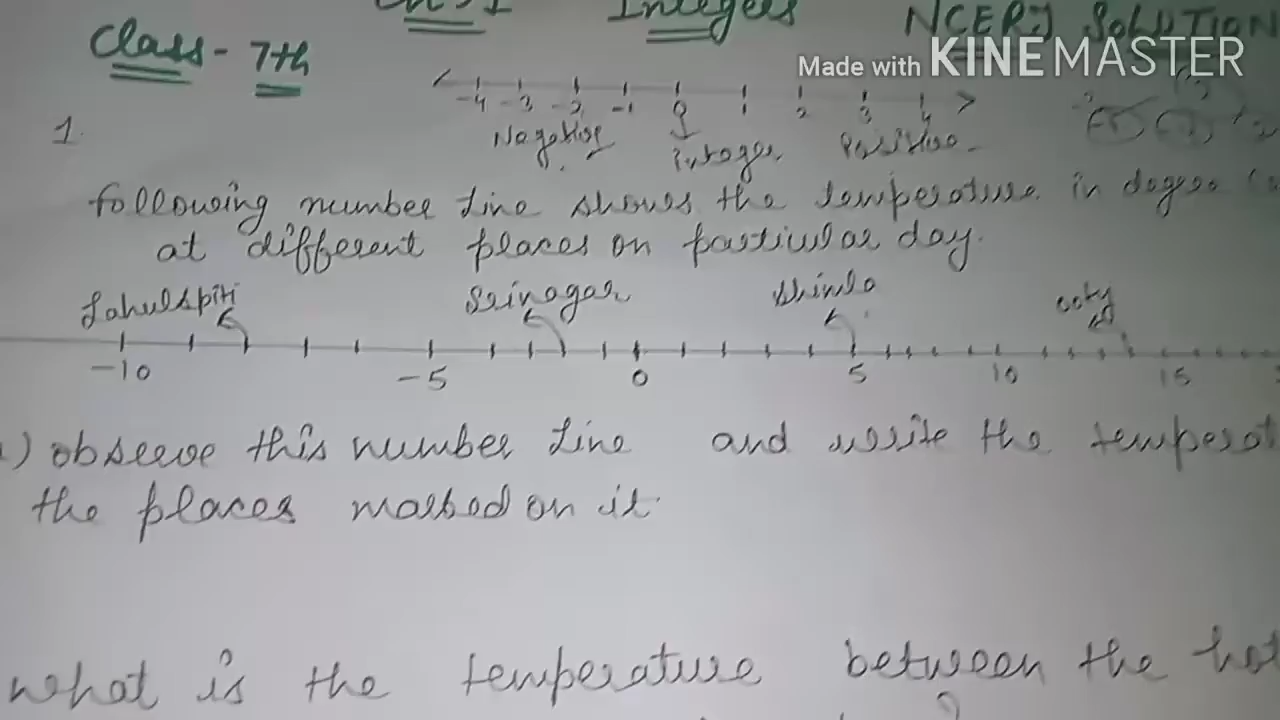 Ch-1 Integers NCERT SOLUTION
Class - 7th
Made with KINEMASTER
-4 -3 -2 -1 0 1 2 3 4
1.
Negative Integer Positive
following number line shows the temperature in degree
at different places on particular day.
Lahulspiti Srinagar Shimla ooty
-10 -5 0 5 10 15
observe this number line and write the
the places marked on it.
what is the temperature between the